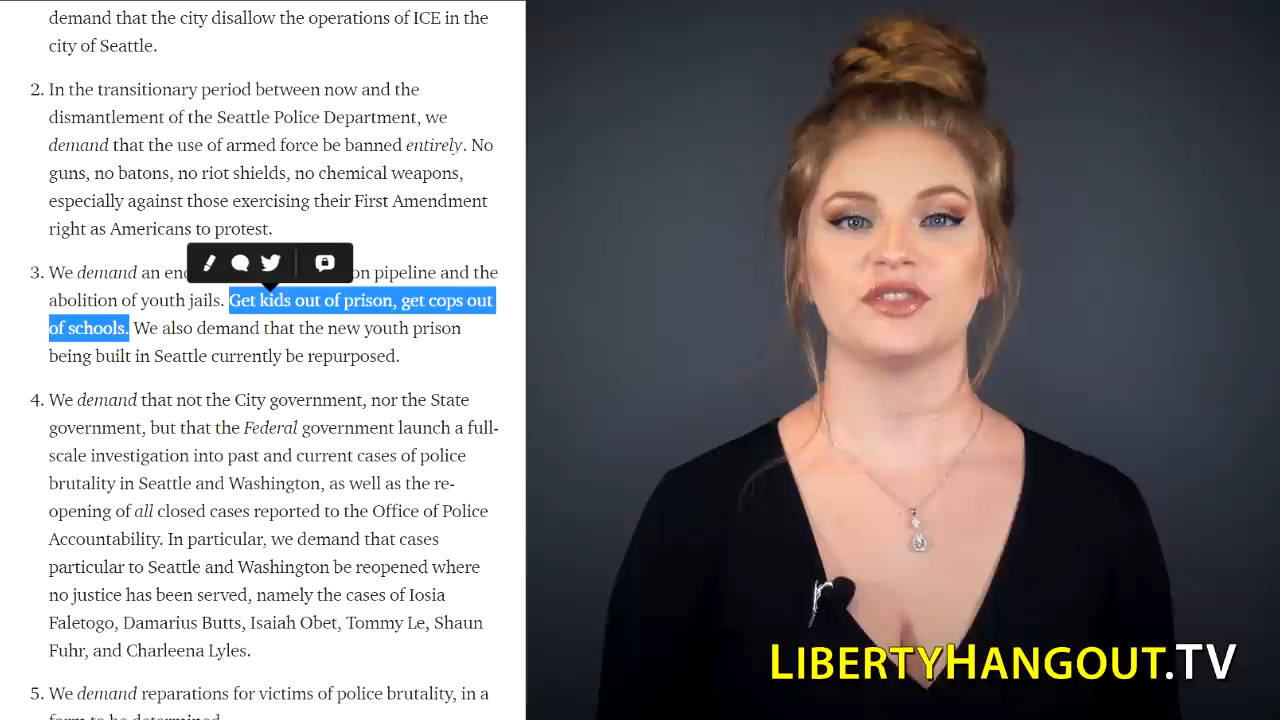 demand that the city disallow the operations of ICE in the
city of Seattle.
2. In the transitionary period between now and the
dismantlement of the Seattle Police Department, we
demand that the use of armed force be banned entirely. No
guns, no batons, no riot shields, no chemical weapons,
especially against those exercising their First Amendment
right as Americans to protest.
3. We demand an en on pipeline and the
abolition of youth jails. Get kids out of prison, get cops out
of schools. We also demand that the new youth prison
being built in Seattle currently be repurposed.
4. We demand that not the City government, nor the State
government, but that the Federal government launch a full-
scale investigation into past and current cases of police
brutality in Seattle and Washington, as well as the re-
opening of all closed cases reported to the Office of Police
Accountability. In particular, we demand that cases
particular to Seattle and Washington be reopened where
no justice has been served, namely the cases of Iosia
Faletogo, Damarius Butts, Isaiah Obet, Tommy Le, Shaun
Fuhr, and Charleena Lyles.
5. We demand reparations for victims of police brutality, in a
form to be determined.
LIBERTYHANGOUT.TV